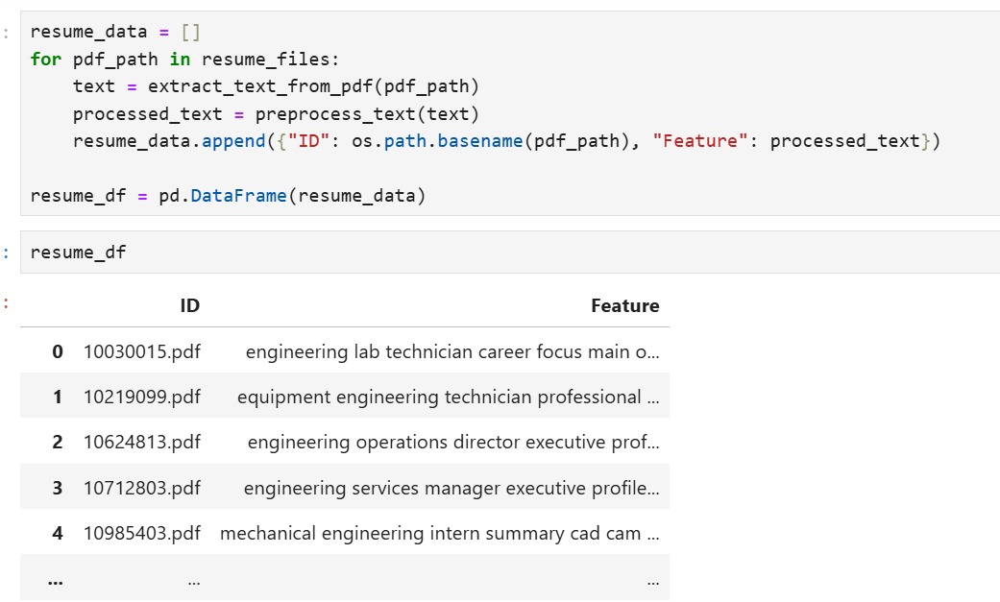 resume_data = []
for pdf_path in resume_files:
    text = extract_text_from_pdf(pdf_path)
    processed_text = preprocess_text(text)
    resume_data.append({"ID": os.path.basename(pdf_path), "Feature": processed_text})

resume_df = pd.DataFrame(resume_data)
resume_df
ID Feature
0 10030015.pdf engineering lab technician career focus main o...
1 10219099.pdf equipment engineering technician professional ...
2 10624813.pdf engineering operations director executive prof...
3 10712803.pdf engineering services manager executive profile...
4 10985403.pdf mechanical engineering intern summary cad cam ...
... ... ...